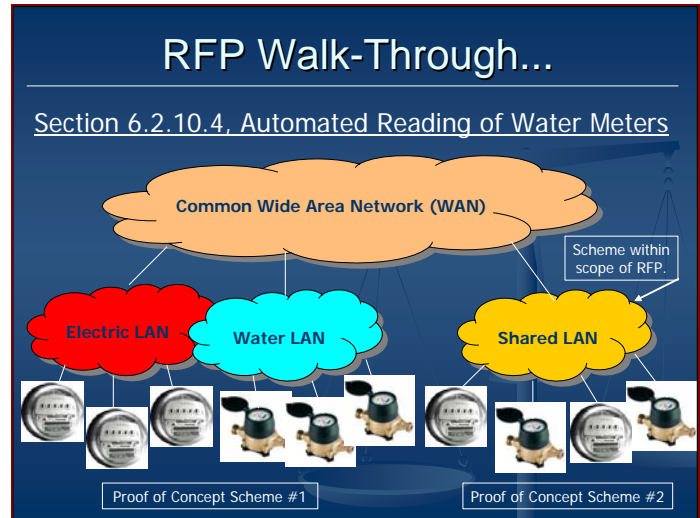 RFP Walk-Through...
Section 6.2.10.4, Automated Reading of Water Meters
Common Wide Area Network (WAN)
Scheme within
scope of RFP.
Electric LAN
Water LAN
Shared LAN
Proof of Concept Scheme #1
Proof of Concept Scheme #2